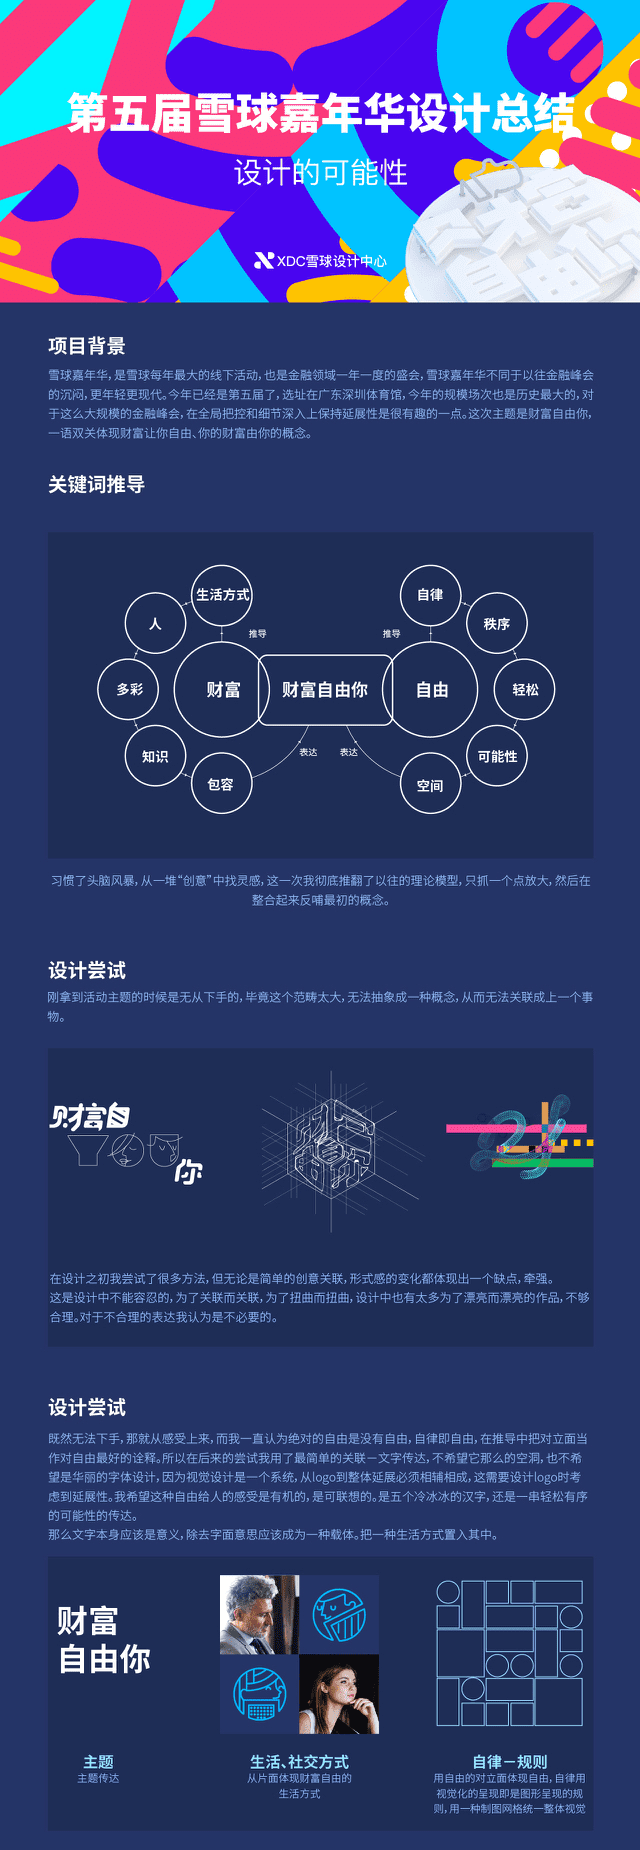 第五届雪球嘉年华设计总结
设计的可能性
XDC雪球设计中心
项目背景
雪球嘉年华，是雪球每年最大的线下活动，也是金融领域一年一度的盛会，雪球嘉年华不同于以往金融峰会
的沉闷，更年轻更现代。今年已经是第五届了，选址在广东深圳体育馆，今年的规模场次也是历史最大的，对
于这么大规模的金融峰会，在全局把控和细节深入上保持延展性是很有趣的一点。这次主题是财富自由你，
一语双关体现财富让你自由、你的财富由你的概念。
关键词推导
生活方式
自律
人
秩序
推导
推导
多彩
财富
财富自由你
自由
轻松
知识
表达
表达
可能性
包容
空间
习惯了头脑风暴，从一堆“创意”中找灵感，这一次我彻底推翻了以往的理论模型，只抓一个点放大，然后在
整合起来反哺最初的概念。
设计尝试
刚拿到活动主题的时候是无从下手的，毕竟这个范畴太大，无法抽象成一种概念，从而无法关联成上一个事
物。
财富自
YOU
你
在设计之初我尝试了很多方法，但无论是简单的创意关联，形式感的变化都体现出一个缺点，牵强。
这是设计中不能容忍的，为了关联而关联，为了扭曲而扭曲，设计中也有太多为了漂亮而漂亮的作品，不够
合理。对于不合理的表达我认为是不必要的。
设计尝试
既然无法下手，那就从感受上来，而我一直认为绝对的自由是没有自由，自律即自由，在推导中把对立面当
作对自由最好的诠释。所以在后来的尝试我用了最简单的关联－文字传达，不希望它那么的空洞，也不希
望是华丽的字体设计，因为视觉设计是一个系统，从logo到整体延展必须相辅相成，这需要设计logo时考
虑到延展性。我希望这种自由给人的感受是有机的，是可联想的。是五个冷冰冰的汉字，还是一串轻松有序
的可能性的传达。
那么文字本身应该是意义，除去字面意思应该成为一种载体。把一种生活方式置入其中。
财富
自由你
主题
主题传达
生活、社交方式
从片面体现财富自由的
生活方式
自律－规则
用自由的对立面体现自由，自律用
视觉化的呈现即是图形呈现的规
则，用一种制图网格统一整体视觉